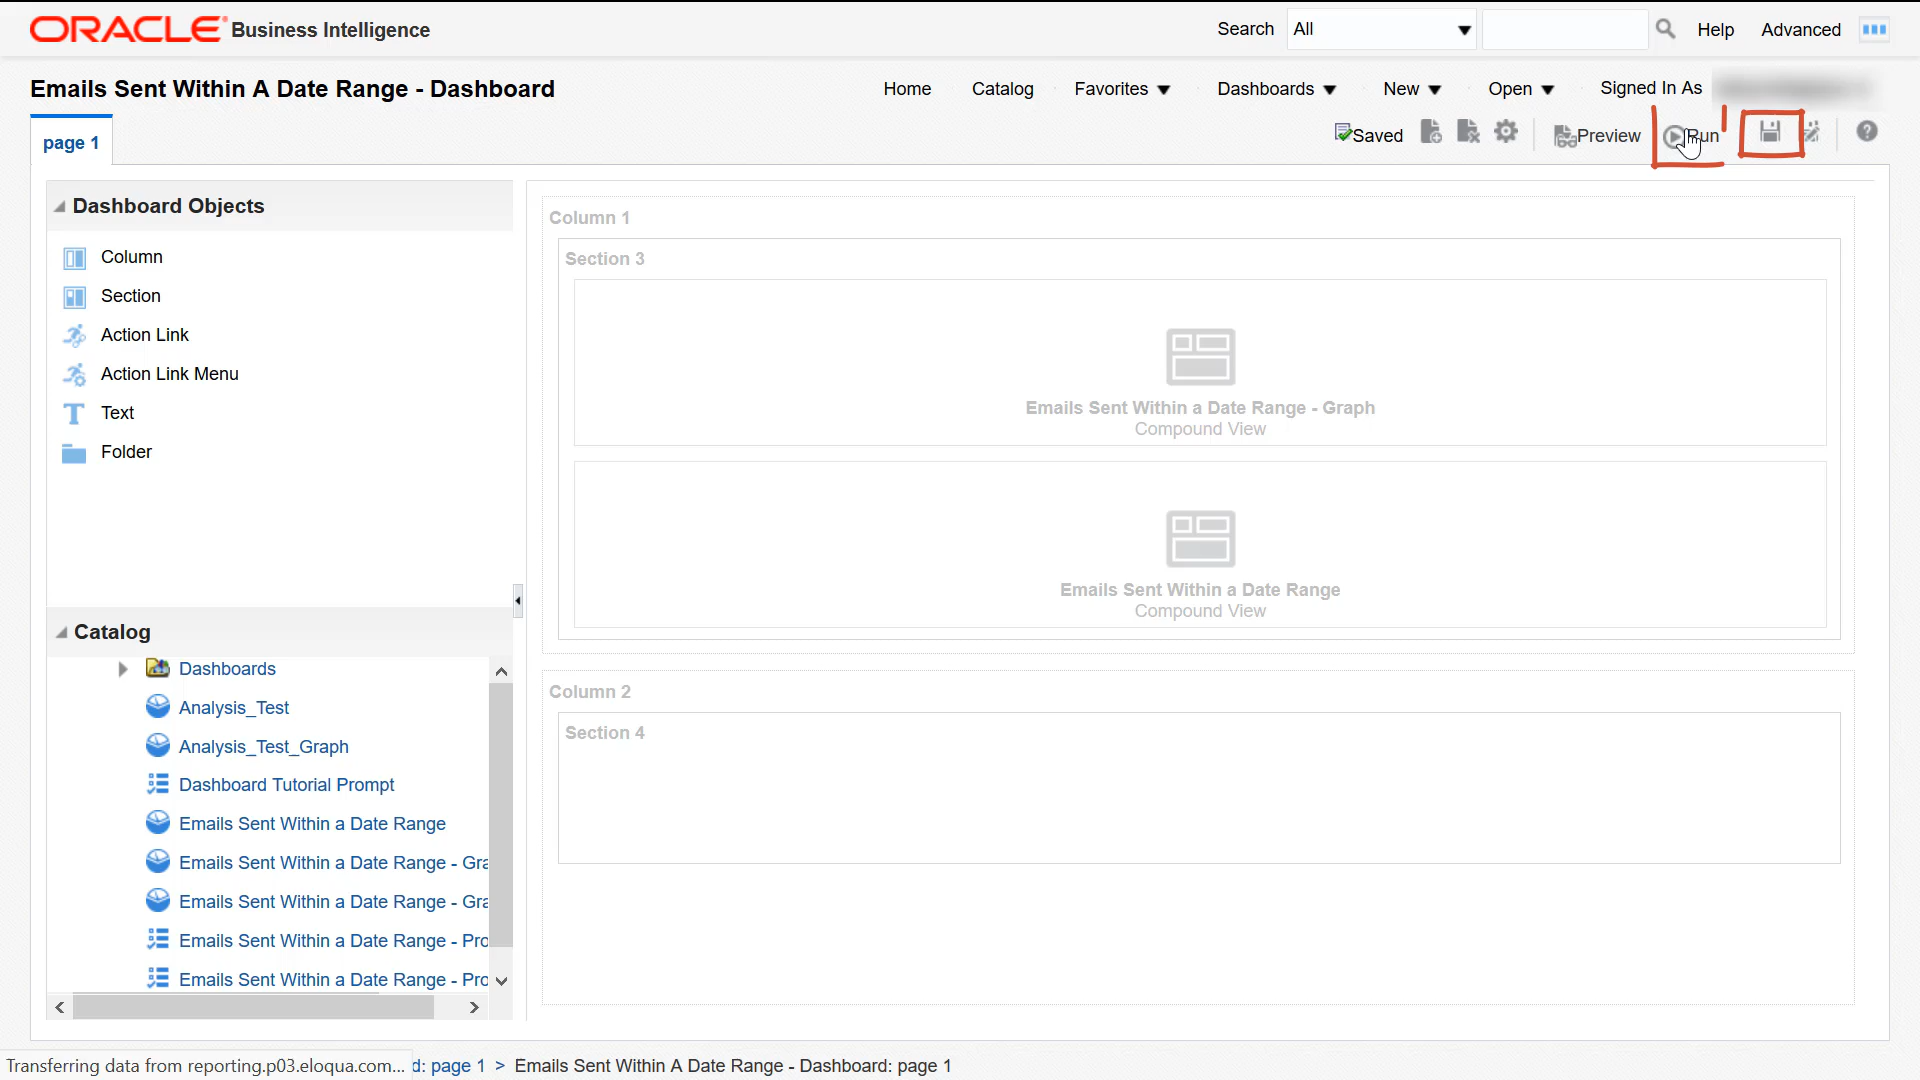 ORACLE Business Intelligence
Search All Help Advanced
Emails Sent Within A Date Range - Dashboard
Home Catalog Favorites Dashboards New Open Signed In As
page 1
Saved Preview Run
Dashboard Objects
Column
Section
Action Link
Action Link Menu
Text
Folder
Catalog
Dashboards
Analysis_Test
Analysis_Test_Graph
Dashboard Tutorial Prompt
Emails Sent Within a Date Range
Emails Sent Within a Date Range - Gra
Emails Sent Within a Date Range - Gra
Emails Sent Within a Date Range - Pro
Emails Sent Within a Date Range - Pro
Column 1
Section 3
Emails Sent Within a Date Range - Graph
Compound View
Emails Sent Within a Date Range
Compound View
Column 2
Section 4
Transferring data from reporting.p03.eloqua.com... d: page 1 > Emails Sent Within A Date Range - Dashboard: page 1